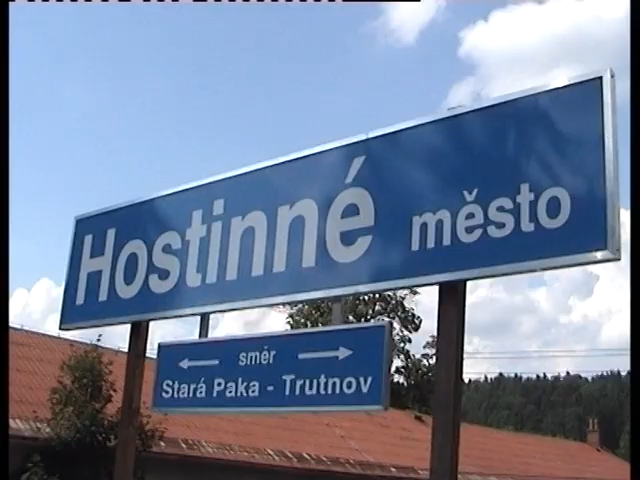 Hostinné město
← směr →
Stará Paka - Trutnov